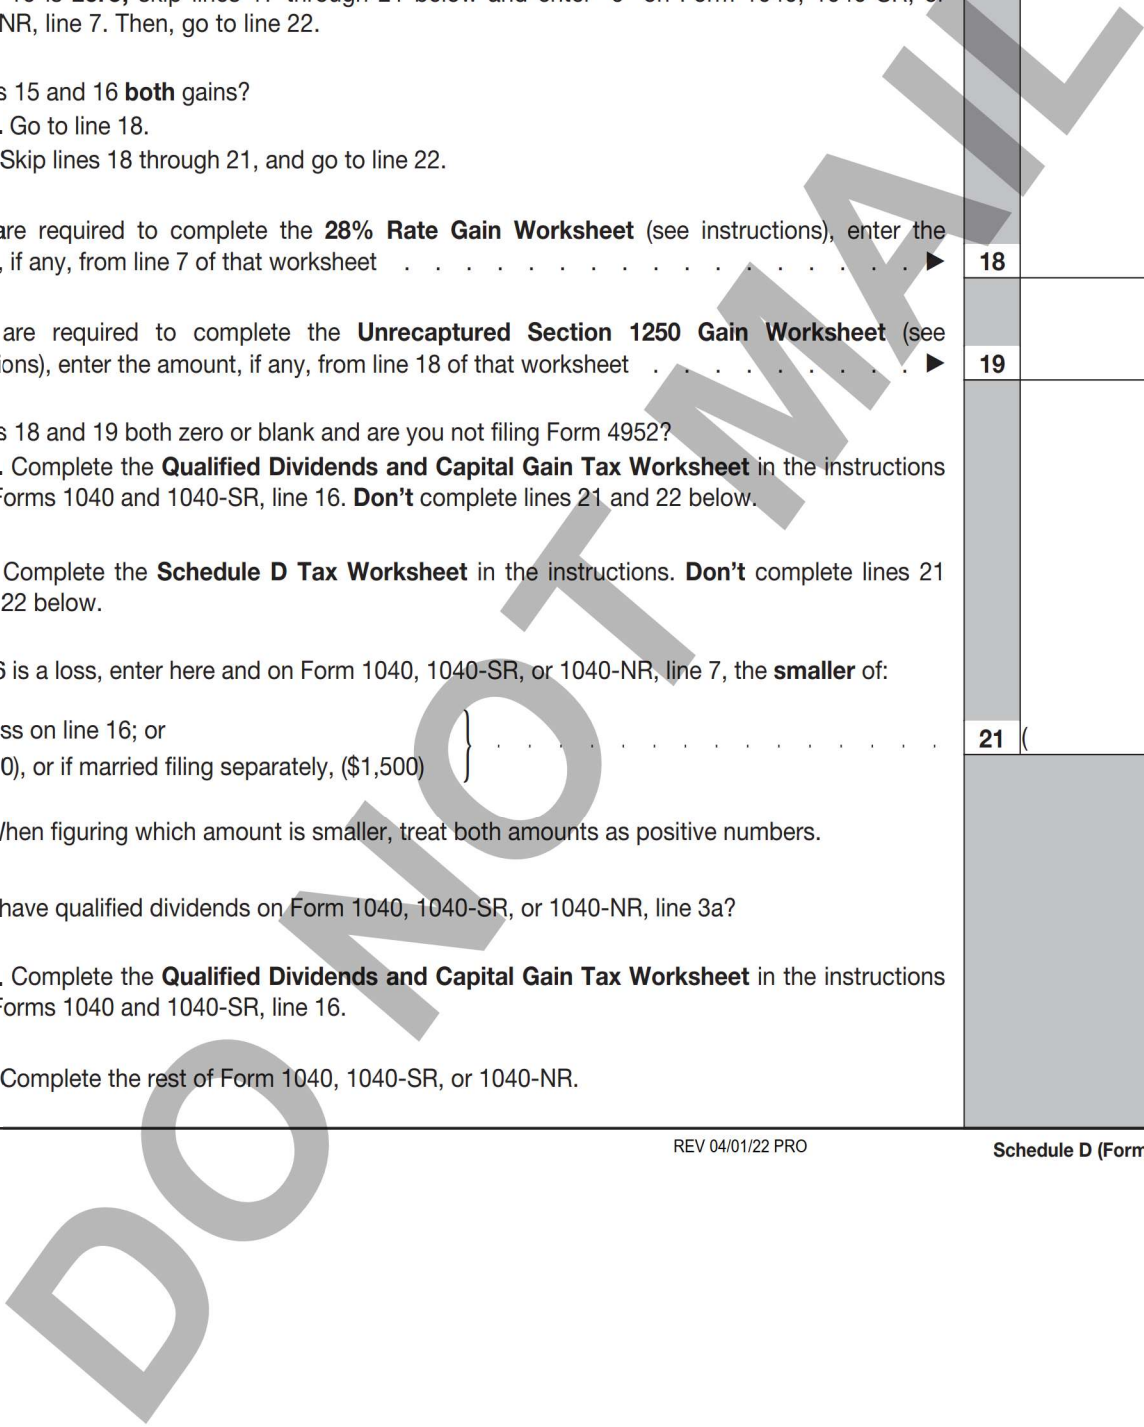 NR, line 7. Then, go to line 22.
15 and 16 both gains?
. Go to line 18.
Skip lines 18 through 21, and go to line 22.
are required to complete the 28% Rate Gain Worksheet (see instructions), enter the
, if any, from line 7 of that worksheet . . . . . . . . . . . . . . . . . ▶ 18
are required to complete the Unrecaptured Section 1250 Gain Worksheet (see
ions), enter the amount, if any, from line 18 of that worksheet . . . . . . . . . ▶ 19
s 18 and 19 both zero or blank and are you not filing Form 4952?
. Complete the Qualified Dividends and Capital Gain Tax Worksheet in the instructions
Forms 1040 and 1040-SR, line 16. Don't complete lines 21 and 22 below.
Complete the Schedule D Tax Worksheet in the instructions. Don't complete lines 21
22 below.
is a loss, enter here and on Form 1040, 1040-SR, or 1040-NR, line 7, the smaller of:
ss on line 16; or
0), or if married filing separately, ($1,500) } . . . . . . . . . . . . . . . 21 (
When figuring which amount is smaller, treat both amounts as positive numbers.
have qualified dividends on Form 1040, 1040-SR, or 1040-NR, line 3a?
. Complete the Qualified Dividends and Capital Gain Tax Worksheet in the instructions
Forms 1040 and 1040-SR, line 16.
Complete the rest of Form 1040, 1040-SR, or 1040-NR.
REV 04/01/22 PRO Schedule D (Form
DO NOT MAIL